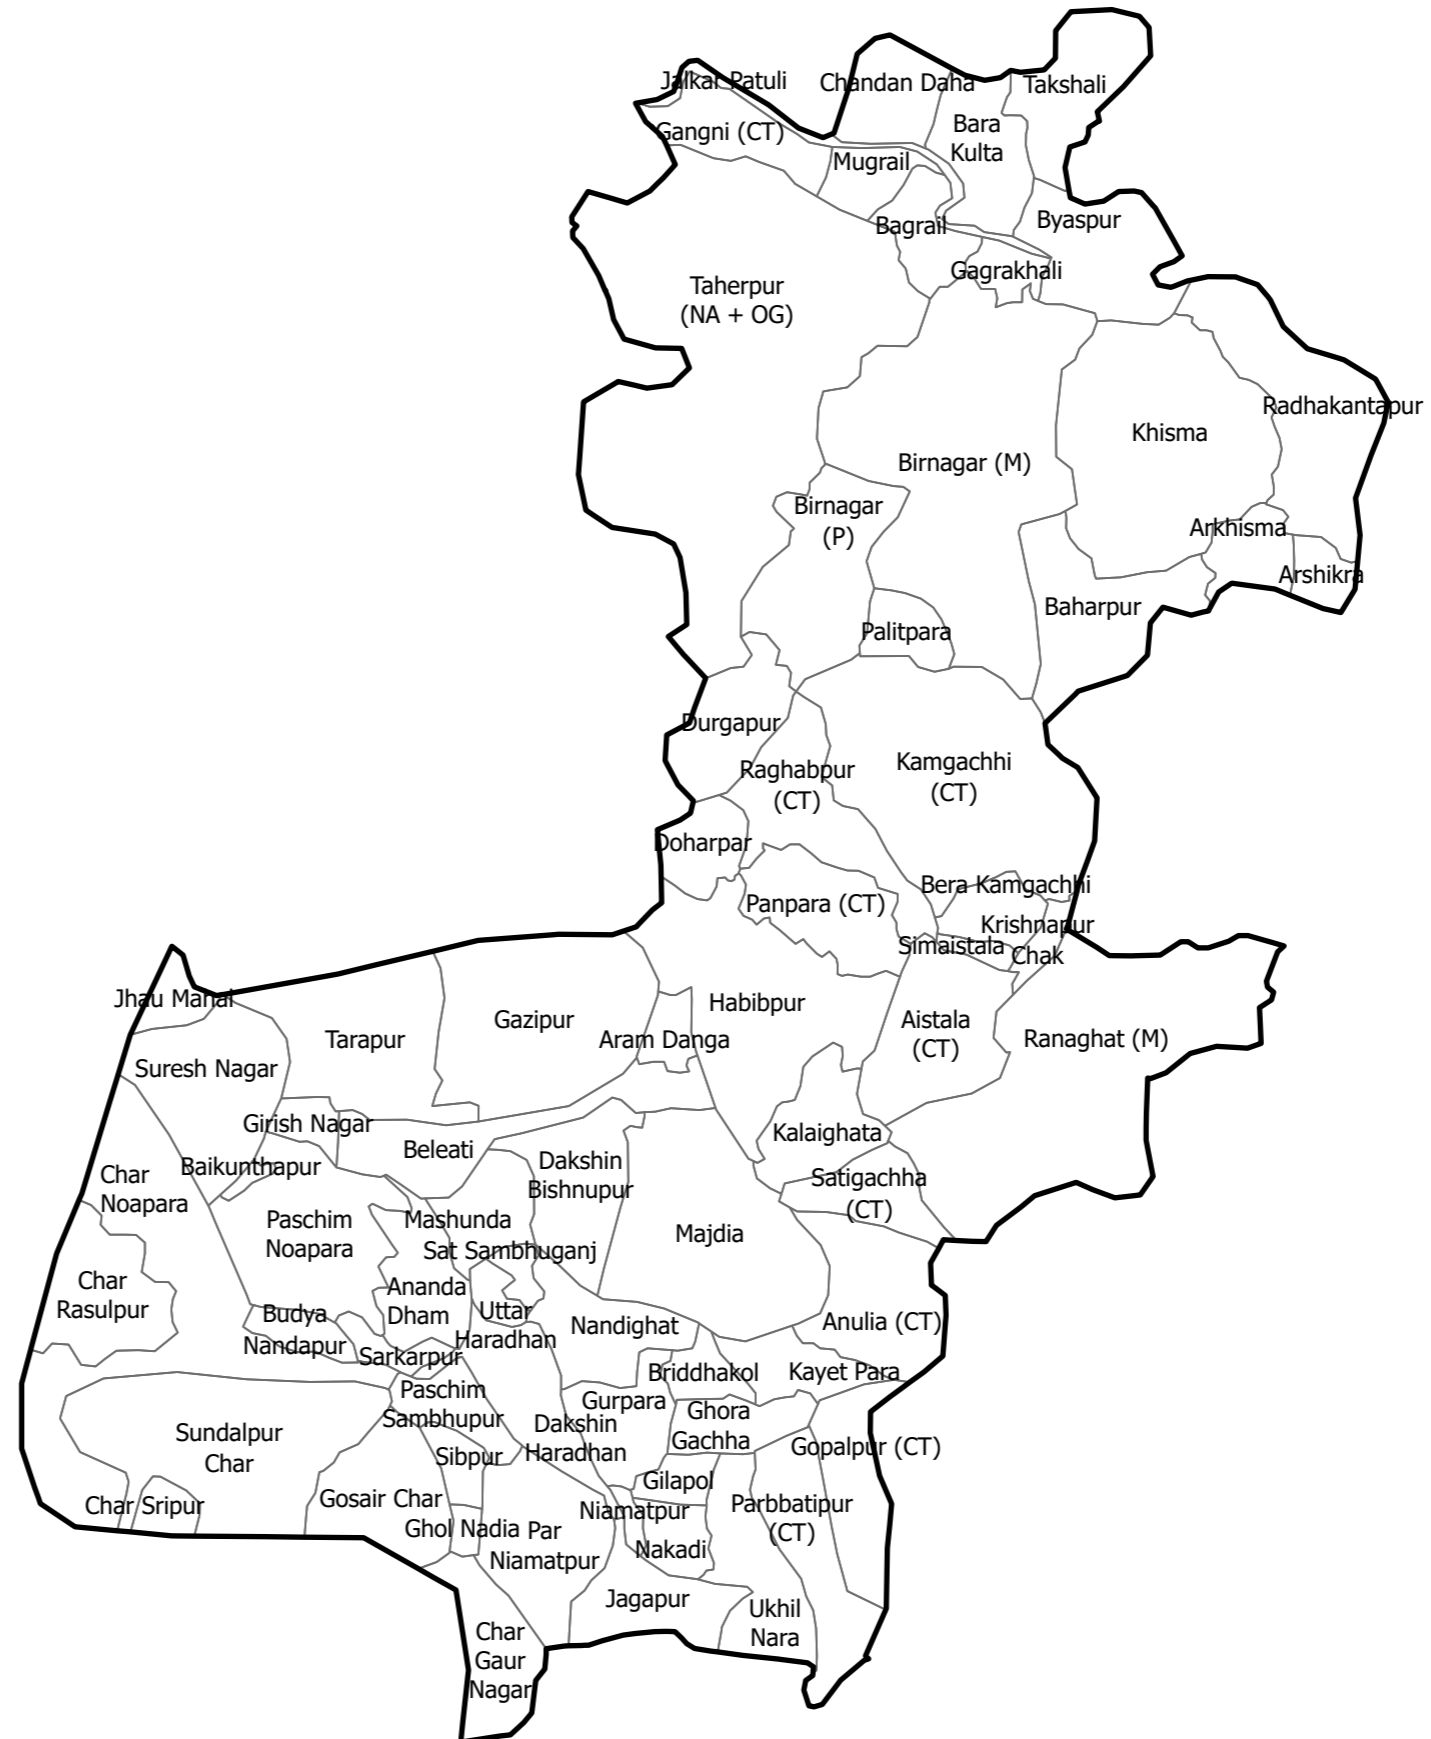 Jalkar Patuli
Chandan Daha
Takshali
Gangni (CT)
Bara
Kulta
Mugrail
Bagrail
Byaspur
Gagrakhali
Taherpur
(NA + OG)
Radhakantapur
Khisma
Birnagar (M)
Birnagar
(P)
Arkhisma
Arshikra
Baharpur
Palitpara
Durgapur
Raghabpur
(CT)
Kamgachhi
(CT)
Doharpar
Bera Kamgachhi
Panpara (CT)
Krishnapur
Chak
Simaistala
Jhau Manal
Habibpur
Gazipur
Aistala
(CT)
Tarapur
Aram Danga
Ranaghat (M)
Suresh Nagar
Girish Nagar
Kalaighata
Beleati
Baikunthapur
Dakshin
Bishnupur
Char
Noapara
Satigachha
(CT)
Paschim
Noapara
Mashunda
Majdia
Sat Sambhuganj
Char
Rasulpur
Ananda
Dham
Budya
Nandapur
Uttar
Haradhan
Nandighat
Anulia (CT)
Sarkarpur
Briddhakol
Kayet Para
Paschim
Sambhupur
Gurpara
Ghora
Gachha
Sundalpur
Char
Dakshin
Haradhan
Gopalpur (CT)
Sibpur
Gilapol
Char Sripur
Gosair Char
Niamatpur
Parbbatipur
(CT)
Ghol Nadia Par
Niamatpur
Nakadi
Jagapur
Ukhil
Nara
Char
Gaur
Nagar